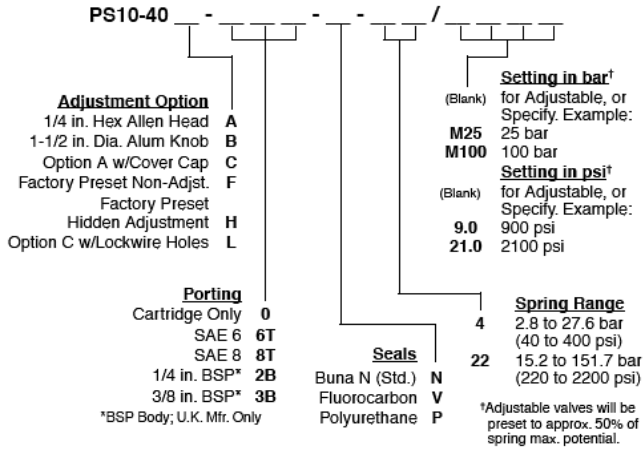 PS10-40 __ - __ __ __ - __ - __ __ / __ __ __ __
Adjustment Option
1/4 in. Hex Allen Head A
1-1/2 in. Dia. Alum Knob B
Option A w/Cover Cap C
Factory Preset Non-Adjst. F
Factory Preset
Hidden Adjustment H
Option C w/Lockwire Holes L
Porting
Cartridge Only 0
SAE 6 6T
SAE 8 8T
1/4 in. BSP* 2B
3/8 in. BSP* 3B
*BSP Body; U.K. Mfr. Only
Seals
Buna N (Std.) N
Fluorocarbon V
Polyurethane P
Setting in bar†
(Blank) for Adjustable, or
Specify. Example:
M25 25 bar
M100 100 bar
Setting in psi†
(Blank) for Adjustable, or
Specify. Example:
9.0 900 psi
21.0 2100 psi
Spring Range
4 2.8 to 27.6 bar
(40 to 400 psi)
22 15.2 to 151.7 bar
(220 to 2200 psi)
†Adjustable valves will be
preset to approx. 50% of
spring max. potential.